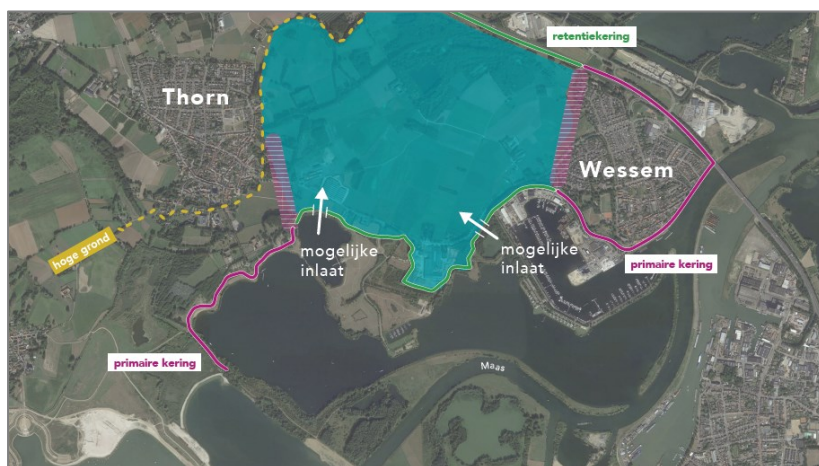 retentiekering
Thorn
Wessem
hoge grond
mogelijke
inlaat
mogelijke
inlaat
primaire kering
primaire kering
Maas